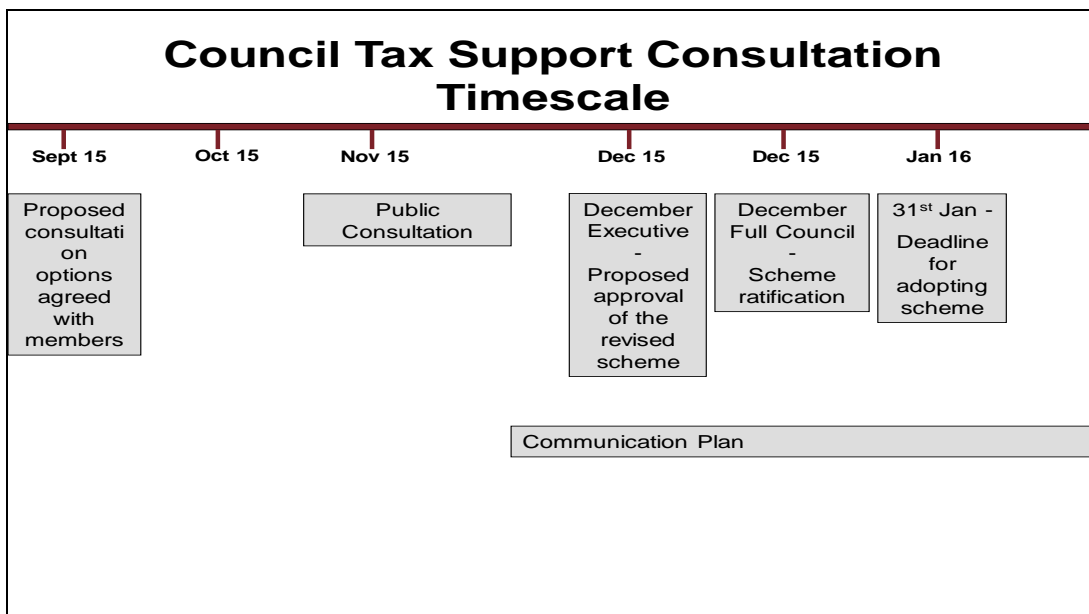 Council Tax Support Consultation
Timescale
Sept 15
Oct 15
Nov 15
Dec 15
Dec 15
Jan 16
Proposed
consultati
on
options
agreed
with
members
Public
Consultation
December
Executive
-
Proposed
approval
of the
revised
scheme
December
Full Council
-
Scheme
ratification
31st Jan -
Deadline
for
adopting
scheme
Communication Plan